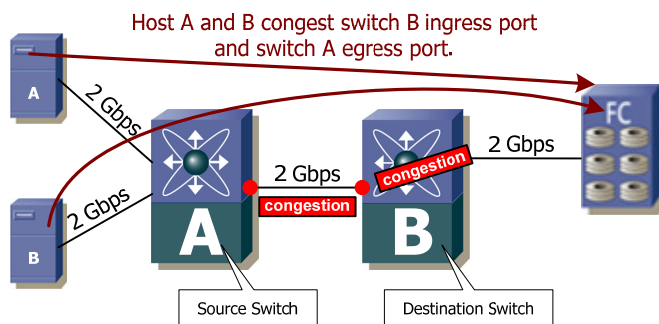 Host A and B congest switch B ingress port
and switch A egress port.
A
2 Gbps
FC
2 Gbps
congestion
2 Gbps
congestion
2 Gbps
B
A
B
Source Switch
Destination Switch